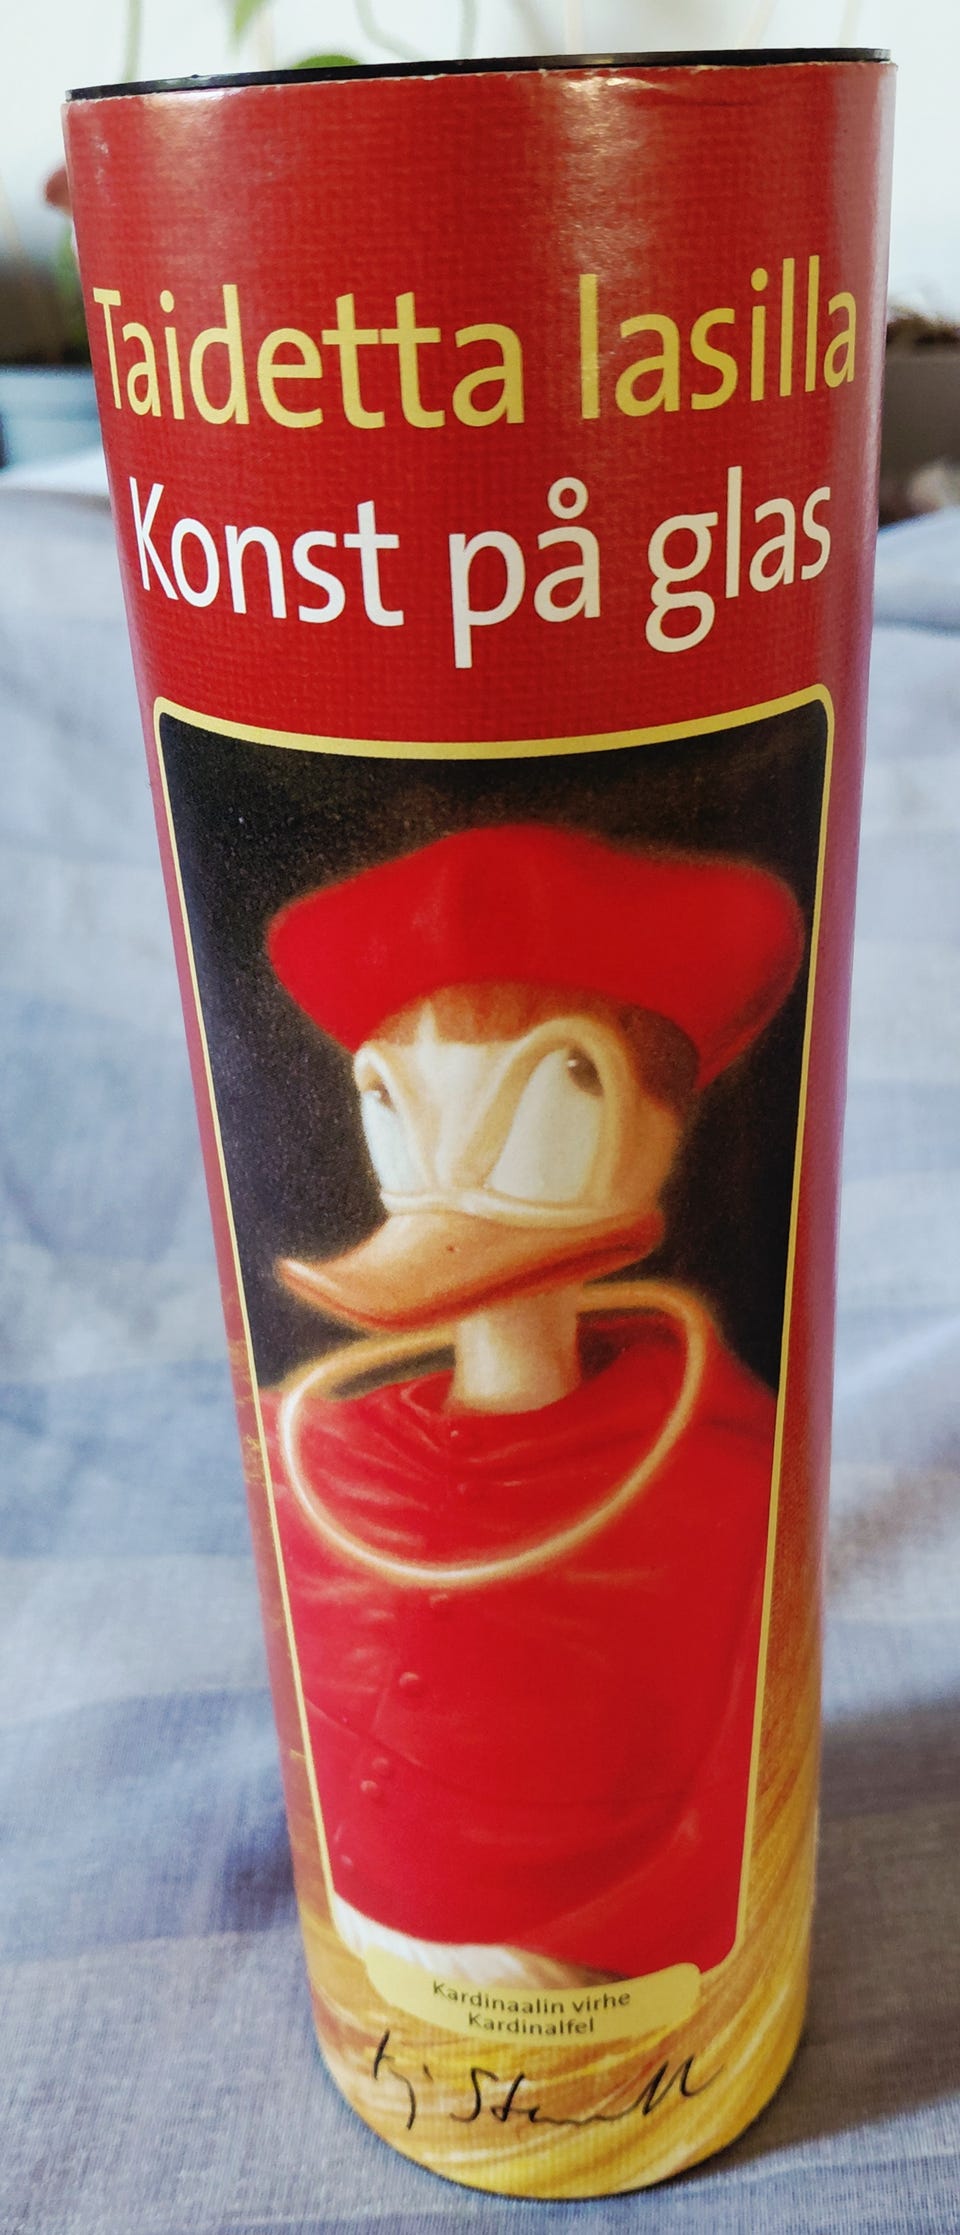 Taidetta lasilla
Konst på glas
Kardinaalin virhe
Kardinalfel